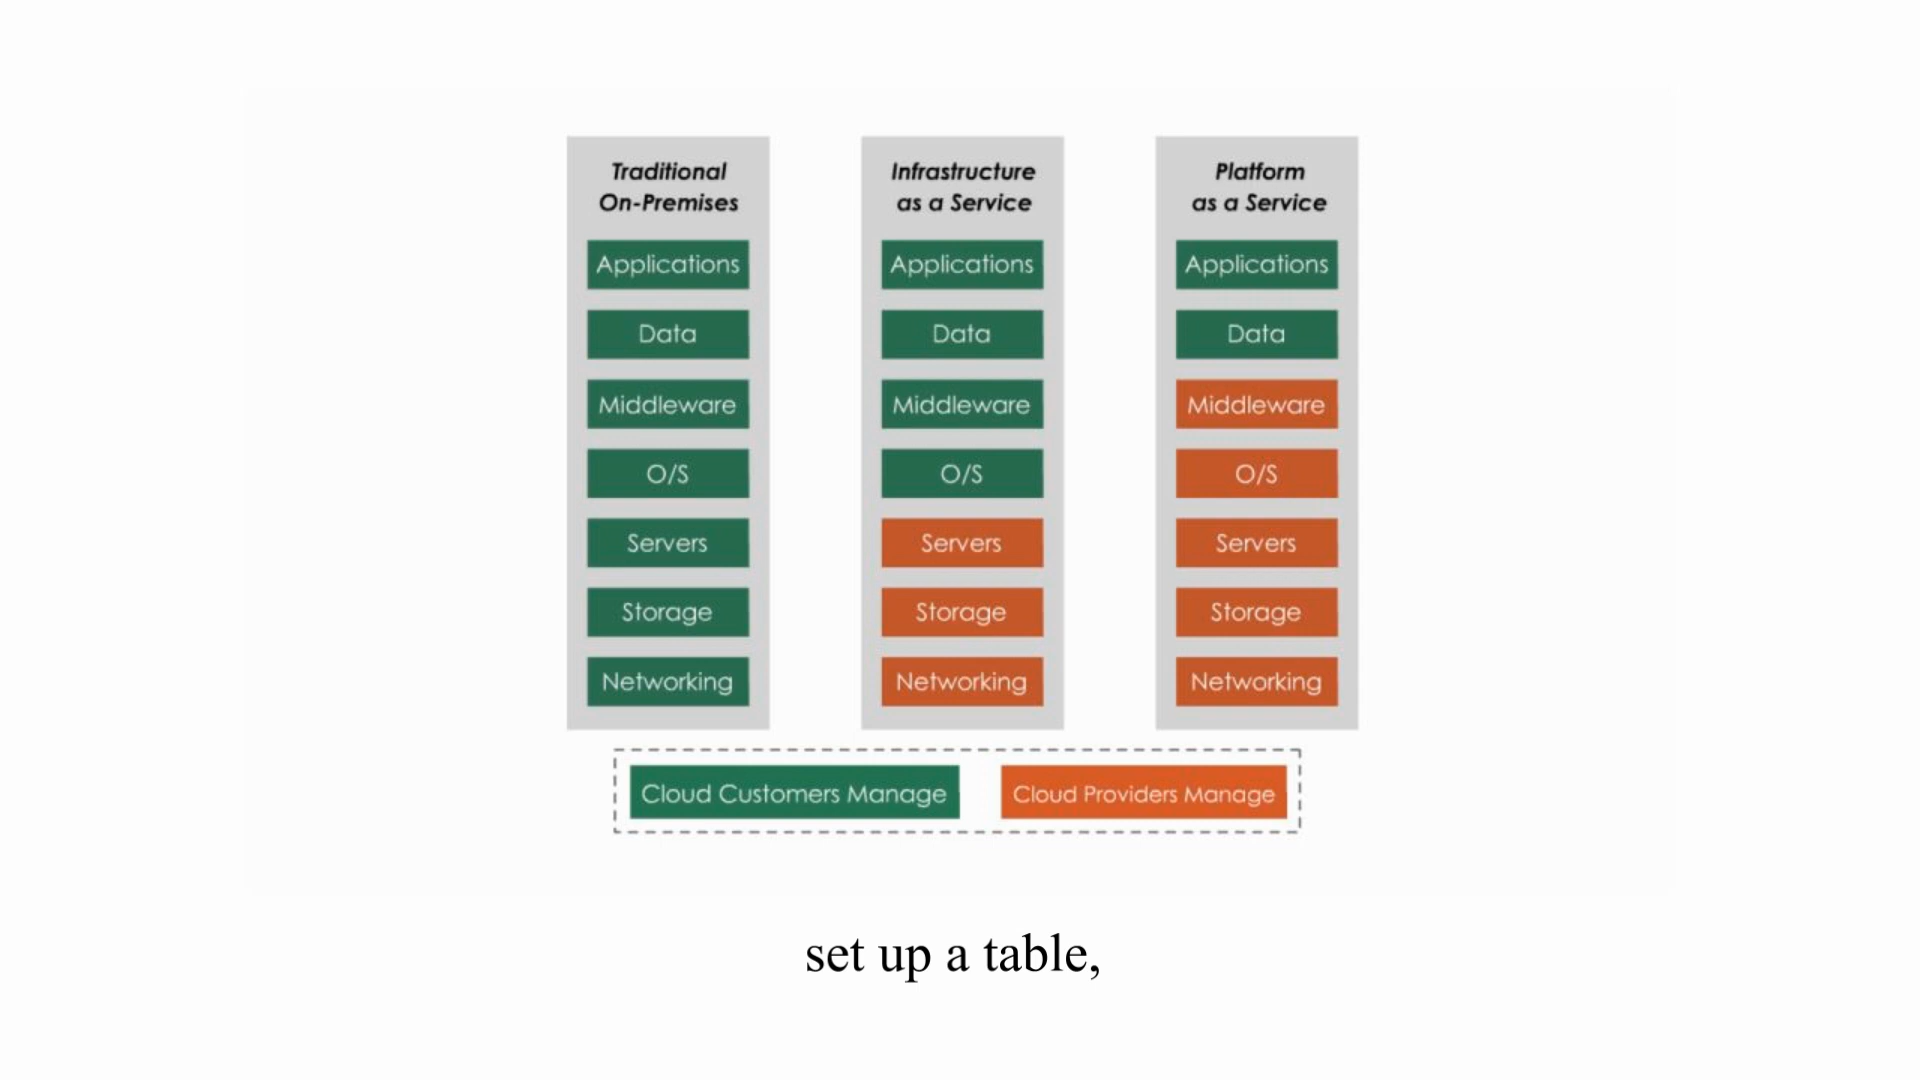 Traditional
On-Premises
Applications
Data
Middleware
O/S
Servers
Storage
Networking
Infrastructure
as a Service
Applications
Data
Middleware
O/S
Servers
Storage
Networking
Platform
as a Service
Applications
Data
Middleware
O/S
Servers
Storage
Networking
Cloud Customers Manage
Cloud Providers Manage
set up a table,